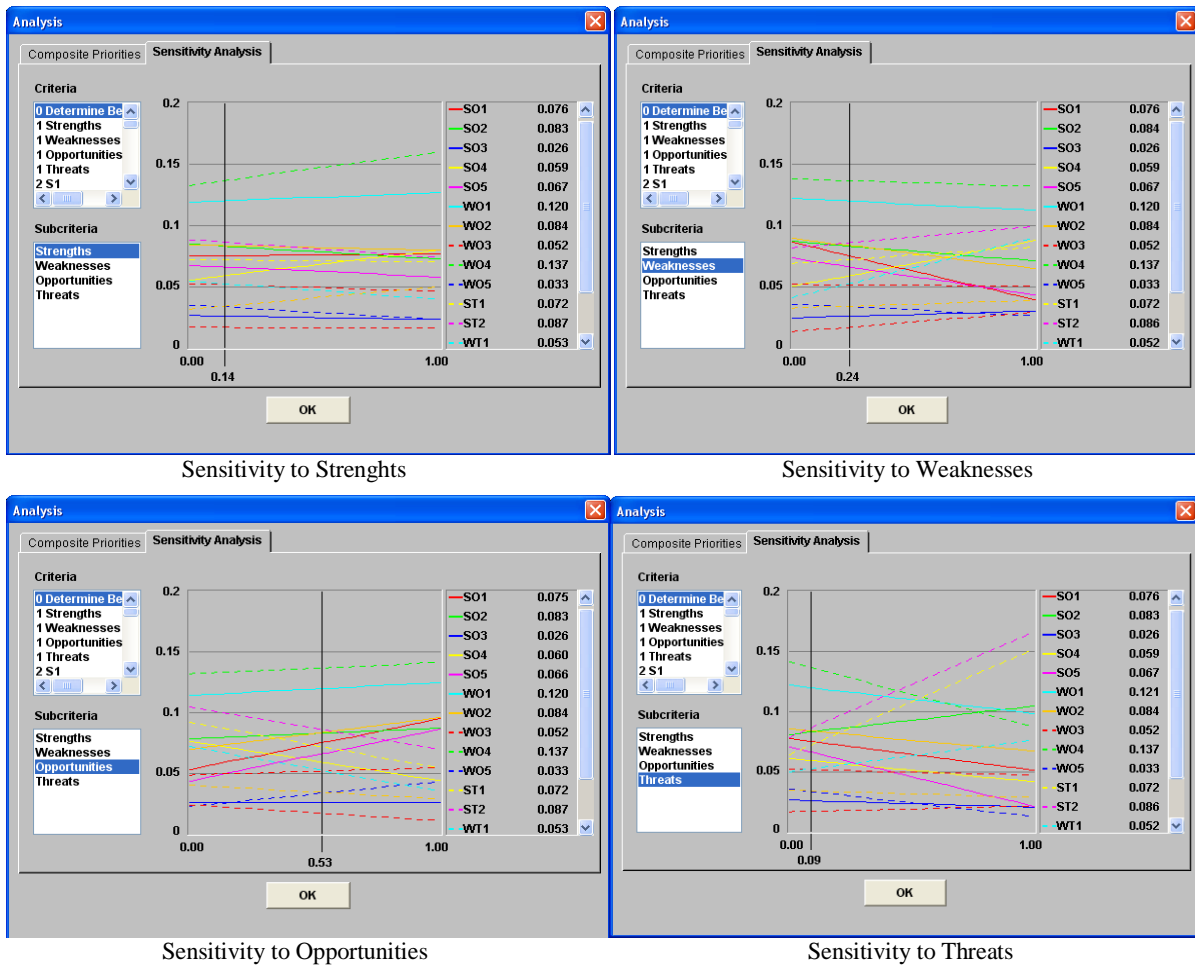 Analysis
Composite Priorities Sensitivity Analysis
Criteria
0 Determine Be
1 Strengths
1 Weaknesses
1 Opportunities
1 Threats
2 S1
Subcriteria
Strengths
Weaknesses
Opportunities
Threats
0.2
0.15
0.1
0.05
0
0.00 1.00
0.14
SO1 0.076
SO2 0.083
SO3 0.026
SO4 0.059
SO5 0.067
WO1 0.120
WO2 0.084
WO3 0.052
WO4 0.137
WO5 0.033
ST1 0.072
ST2 0.087
WT1 0.053
OK
Sensitivity to Strenghts
Analysis
Composite Priorities Sensitivity Analysis
Criteria
0 Determine Be
1 Strengths
1 Weaknesses
1 Opportunities
1 Threats
2 S1
Subcriteria
Strengths
Weaknesses
Opportunities
Threats
0.2
0.15
0.1
0.05
0
0.00 1.00
0.24
SO1 0.076
SO2 0.084
SO3 0.026
SO4 0.059
SO5 0.067
WO1 0.120
WO2 0.084
WO3 0.052
WO4 0.137
WO5 0.033
ST1 0.072
ST2 0.086
WT1 0.052
OK
Sensitivity to Weaknesses
Analysis
Composite Priorities Sensitivity Analysis
Criteria
0 Determine Be
1 Strengths
1 Weaknesses
1 Opportunities
1 Threats
2 S1
Subcriteria
Strengths
Weaknesses
Opportunities
Threats
0.2
0.15
0.1
0.05
0
0.00 1.00
0.53
SO1 0.075
SO2 0.083
SO3 0.026
SO4 0.060
SO5 0.066
WO1 0.120
WO2 0.084
WO3 0.052
WO4 0.137
WO5 0.033
ST1 0.072
ST2 0.087
WT1 0.053
OK
Sensitivity to Opportunities
Analysis
Composite Priorities Sensitivity Analysis
Criteria
0 Determine Be
1 Strengths
1 Weaknesses
1 Opportunities
1 Threats
2 S1
Subcriteria
Strengths
Weaknesses
Opportunities
Threats
0.2
0.15
0.1
0.05
0
0.00 1.00
0.09
SO1 0.076
SO2 0.083
SO3 0.026
SO4 0.059
SO5 0.067
WO1 0.121
WO2 0.084
WO3 0.052
WO4 0.137
WO5 0.033
ST1 0.072
ST2 0.086
WT1 0.052
OK
Sensitivity to Threats